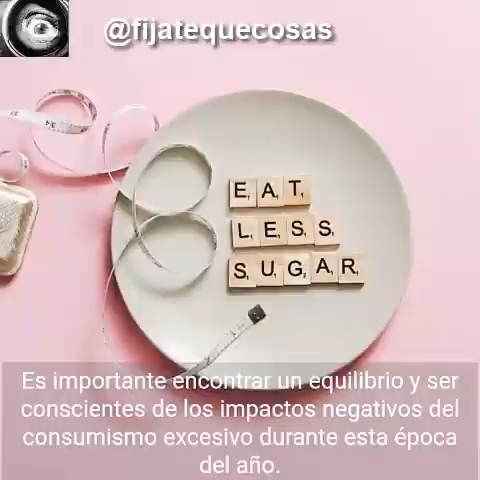 @fijatequecosas
EAT
LESS
SUGAR
Es importante encontrar un equilibrio y ser
conscientes de los impactos negativos del
consumismo excesivo durante esta época
del año.